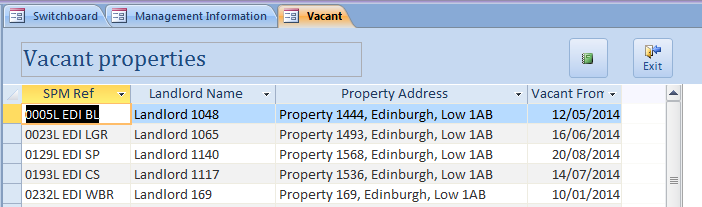 Switchboard Management Information Vacant
Vacant properties
Exit
SPM Ref Landlord Name Property Address Vacant From
0005L EDI BL Landlord 1048 Property 1444, Edinburgh, Low 1AB 12/05/2014
0023L EDI LGR Landlord 1065 Property 1493, Edinburgh, Low 1AB 16/06/2014
0129L EDI SP Landlord 1140 Property 1568, Edinburgh, Low 1AB 20/08/2014
0193L EDI CS Landlord 1117 Property 1536, Edinburgh, Low 1AB 14/07/2014
0232L EDI WBR Landlord 169 Property 169, Edinburgh, Low 1AB 10/01/2014